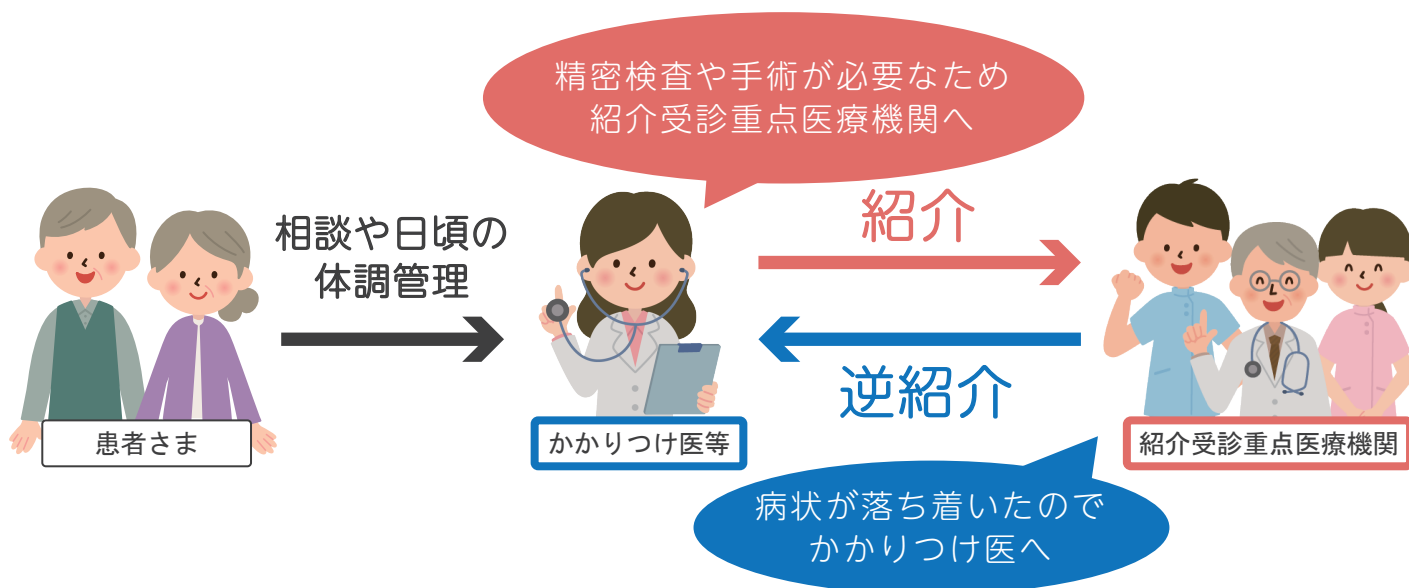 精密検査や手術が必要なため
紹介受診重点医療機関へ
相談や日頃の
体調管理
紹介
逆紹介
患者さま
かかりつけ医等
紹介受診重点医療機関
病状が落ち着いたので
かかりつけ医へ